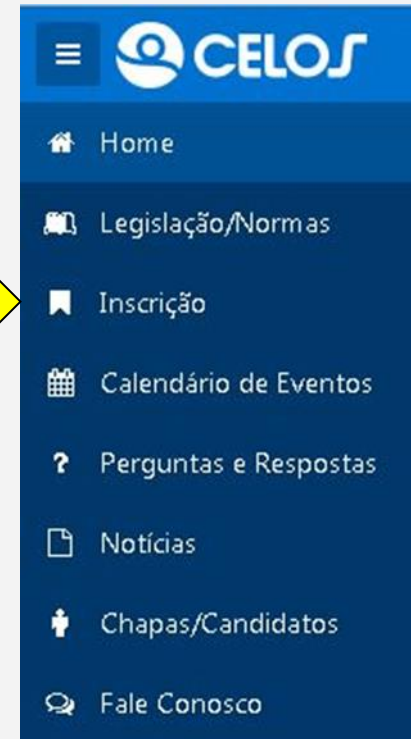 CELOS
Home
Legislação/Normas
Inscrição
Calendário de Eventos
Perguntas e Respostas
Notícias
Chapas/Candidatos
Fale Conosco